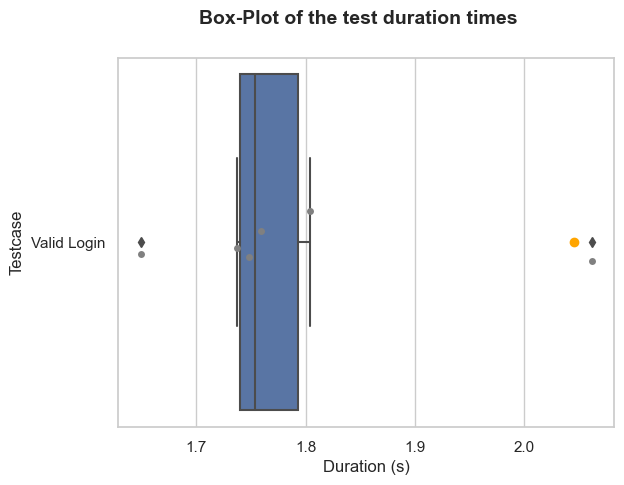 Box-Plot of the test duration times
Testcase
Valid Login
1.7
1.8
1.9
2.0
Duration (s)